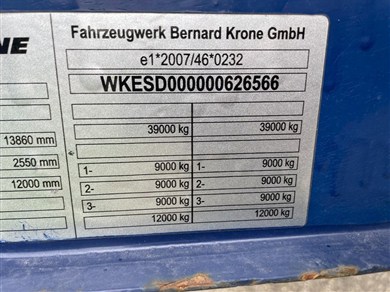 NE
Fahrzeugwerk Bernard Krone GmbH
e1*2007/46*0232
WKESD000000626566
13860 mm
2550 mm
12000 mm
39000 kg 39000 kg
1- 9000 kg 1- 9000 kg
2- 9000 kg 2- 9000 kg
3- 9000 kg 3- 9000 kg
12000 kg 12000 kg